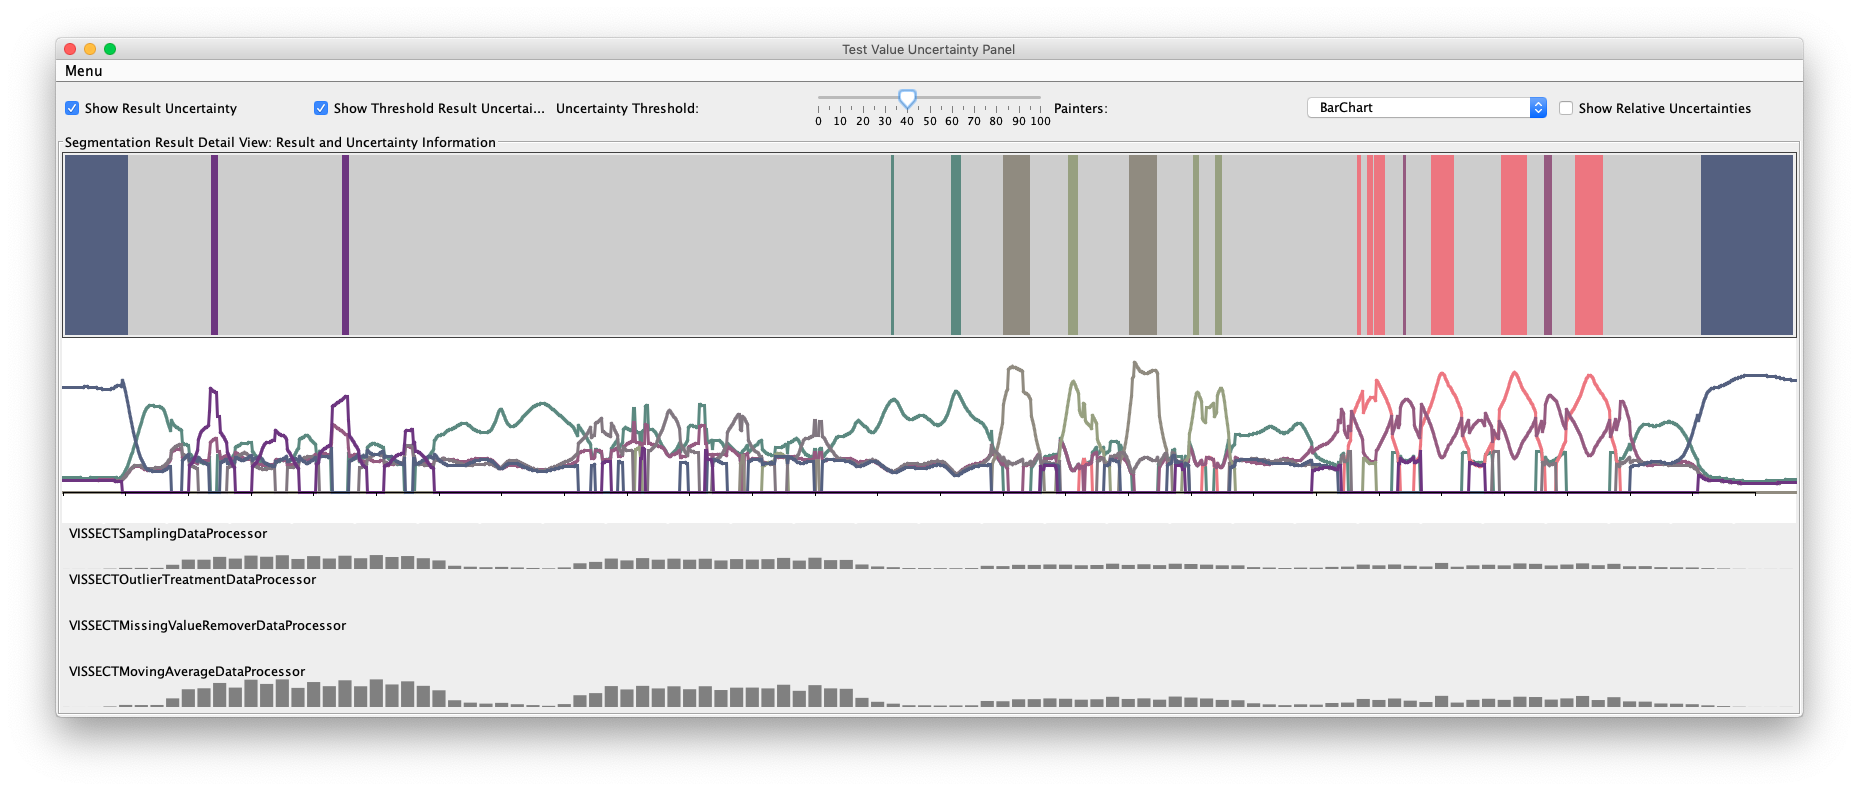 Test Value Uncertainty Panel
Menu
Show Result Uncertainty Show Threshold Result Uncertai... Uncertainty Threshold: Painters: BarChart Show Relative Uncertainties
0 10 20 30 40 50 60 70 80 90 100
Segmentation Result Detail View: Result and Uncertainty Information
VISSECTSamplingDataProcessor
VISSECTOutlierTreatmentDataProcessor
VISSECTMissingValueRemoverDataProcessor
VISSECTMovingAverageDataProcessor